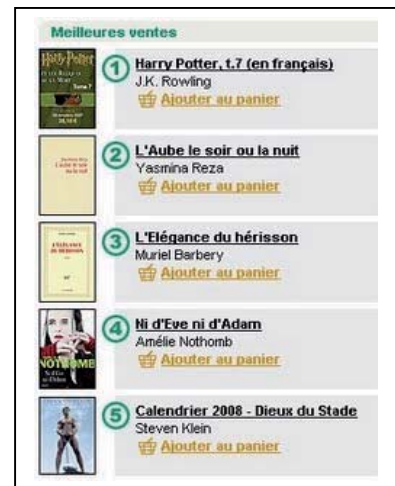 Meilleures ventes
1
Harry Potter, t.7 (en français)
J.K. Rowling
Ajouter au panier
2
L'Aube le soir ou la nuit
Yasmina Reza
Ajouter au panier
3
L'Elégance du hérisson
Muriel Barbery
Ajouter au panier
4
Ni d'Eve ni d'Adam
Amélie Nothomb
Ajouter au panier
5
Calendrier 2008 - Dieux du Stade
Steven Klein
Ajouter au panier